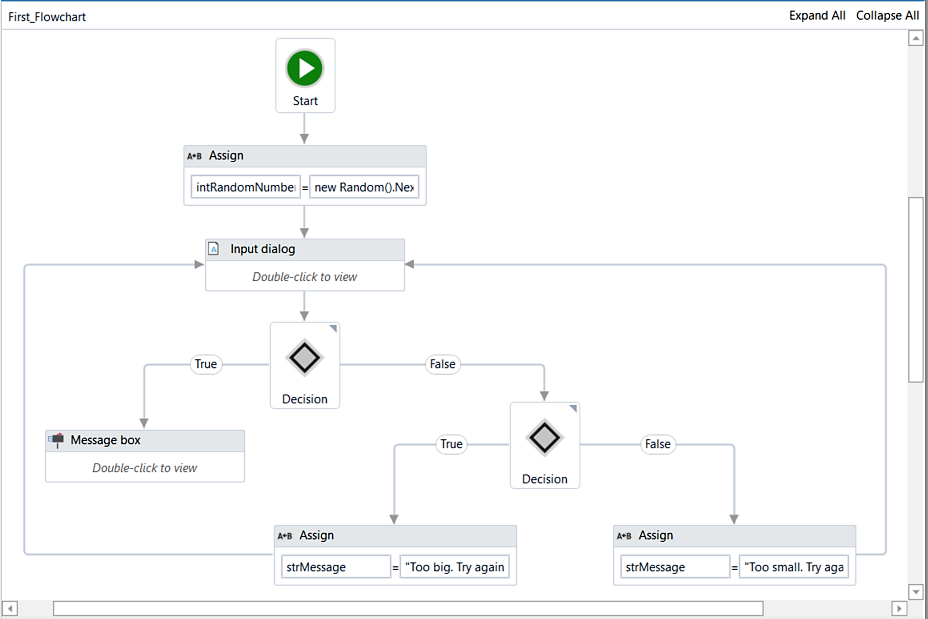 First_Flowchart
Expand All Collapse All
Start
A+B Assign
intRandomNumbe = new Random().Nex
A Input dialog
Double-click to view
True
False
Decision
Message box
Double-click to view
True
False
Decision
A+B Assign
strMessage = "Too big. Try again
A+B Assign
strMessage = "Too small. Try aga